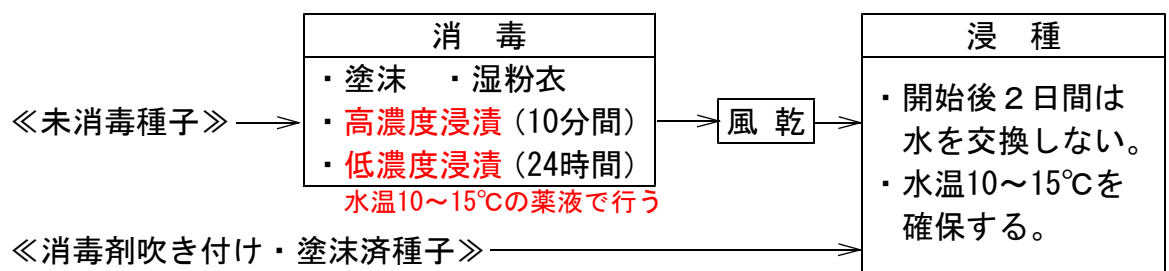 消　毒
・塗沫　・湿粉衣
・高濃度浸漬（10分間）
・低濃度浸漬（24時間）
水温10～15℃の薬液で行う
≪未消毒種子≫
風 乾
浸　種
・開始後２日間は
水を交換しない。
・水温10～15℃を
確保する。
≪消毒剤吹き付け・塗沫済種子≫